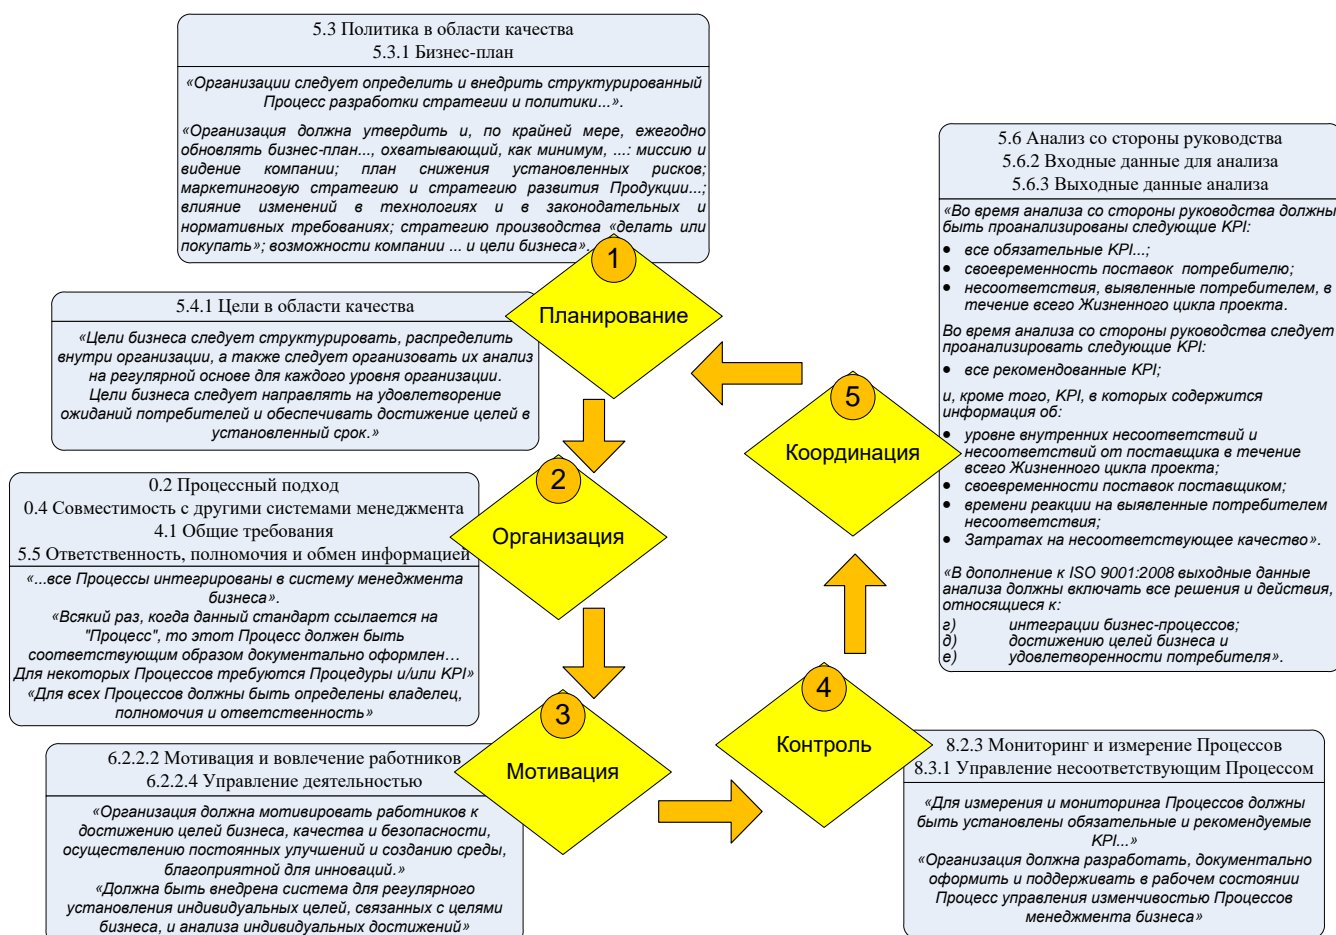 5.3 Политика в области качества
5.3.1 Бизнес-план
«Организации следует определить и внедрить структурированный
Процесс разработки стратегии и политики...».
«Организация должна утвердить и, по крайней мере, ежегодно
обновлять бизнес-план..., охватывающий, как минимум, ...: миссию и
видение компании; план снижения установленных рисков;
маркетинговую стратегию и стратегию развития Продукции...;
влияние изменений в технологиях и в законодательных и
нормативных требованиях; стратегию производства «делать или
покупать»; возможности компании ... и цели бизнеса».
1
Планирование
5.4.1 Цели в области качества
«Цели бизнеса следует структурировать, распределить
внутри организации, а также следует организовать их анализ
на регулярной основе для каждого уровня организации.
Цели бизнеса следует направлять на удовлетворение
ожиданий потребителей и обеспечивать достижение целей в
установленный срок.»
2
Организация
0.2 Процессный подход
0.4 Совместимость с другими системами менеджмента
4.1 Общие требования
5.5 Ответственность, полномочия и обмен информацией
«...все Процессы интегрированы в систему менеджмента
бизнеса».
«Всякий раз, когда данный стандарт ссылается на
"Процесс", то этот Процесс должен быть
соответствующим образом документально оформлен…
Для некоторых Процессов требуются Процедуры и/или KPI»
«Для всех Процессов должны быть определены владелец,
полномочия и ответственность»
3
Мотивация
6.2.2.2 Мотивация и вовлечение работников
6.2.2.4 Управление деятельностью
«Организация должна мотивировать работников к
достижению целей бизнеса, качества и безопасности,
осуществлению постоянных улучшений и созданию среды,
благоприятной для инноваций.»
«Должна быть внедрена система для регулярного
установления индивидуальных целей, связанных с целями
бизнеса, и анализа индивидуальных достижений»
4
Контроль
8.2.3 Мониторинг и измерение Процессов
8.3.1 Управление несоответствующим Процессом
«Для измерения и мониторинга Процессов должны
быть установлены обязательные и рекомендуемые
KPI...»
«Организация должна разработать, документально
оформить и поддерживать в рабочем состоянии
Процесс управления изменчивостью Процессов
менеджмента бизнеса»
5
Координация
5.6 Анализ со стороны руководства
5.6.2 Входные данные для анализа
5.6.3 Выходные данные анализа
«Во время анализа со стороны руководства должны
быть проанализированы следующие KPI:
• все обязательные KPI...;
• своевременность поставок потребителю;
• несоответствия, выявленные потребителем, в
течение всего Жизненного цикла проекта.
Во время анализа со стороны руководства следует
проанализировать следующие KPI:
• все рекомендованные KPI;
и, кроме того, KPI, в которых содержится
информация об:
• уровне внутренних несоответствий и
несоответствий от поставщика в течение
всего Жизненного цикла проекта;
• своевременности поставок поставщиком;
• времени реакции на выявленные потребителем
несоответствия;
• Затратах на несоответствующее качество».
«В дополнение к ISO 9001:2008 выходные данные
анализа должны включать все решения и действия,
относящиеся к:
г) интеграции бизнес-процессов;
д) достижению целей бизнеса и
е) удовлетворенности потребителя».